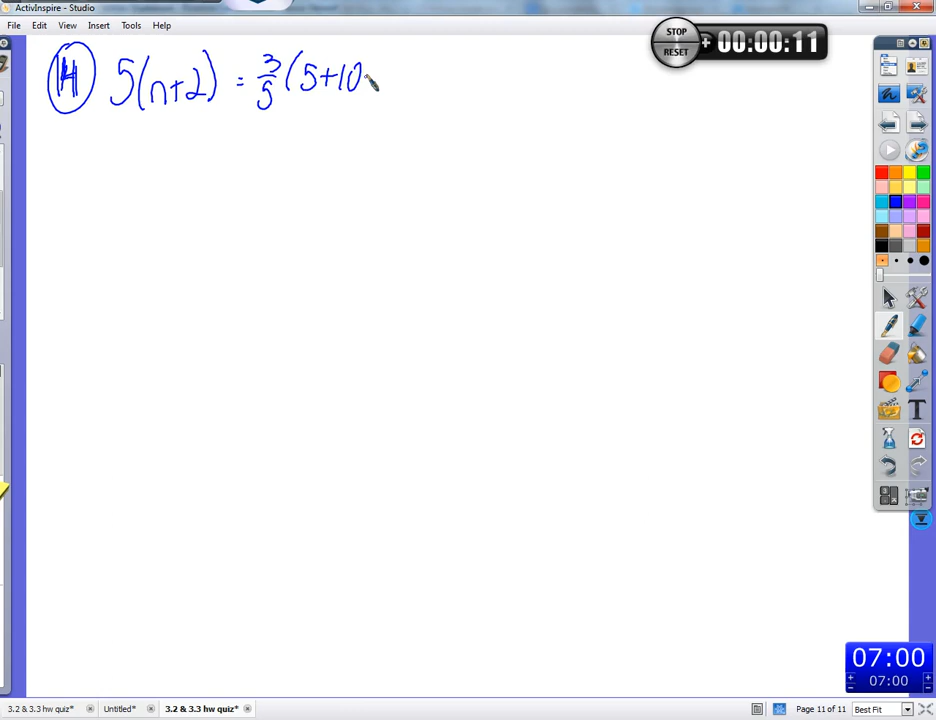 ActivInspire - Studio
File Edit View Insert Tools Help
STOP
RESET
+ 00:00:11
14 5(n+2) = 3/5 (5+10
07:00
07:00
3.2 & 3.3 hw quiz* Untitled* 3.2 & 3.3 hw quiz* Page 11 of 11 Best Fit